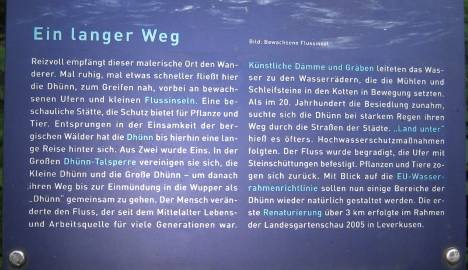 Ein langer Weg
Reizvoll empfängt dieser malerische Ort den Wan-
derer. Mal ruhig, mal etwas schneller fließt hier
die Dhünn, zum Greifen nah, vorbei an bewach-
senen Ufern und kleinen Flussinseln. Eine be-
schauliche Stätte, die Schutz bietet für Pflanze und
Tier. Entsprungen in der Einsamkeit der ber-
gischen Wälder hat die Dhünn bis hierhin eine lan-
ge Reise hinter sich. Aus Zwei wurde Eins. In der
Großen Dhünn-Talsperre vereinigen sie sich, die
Kleine Dhünn und die Große Dhünn – um danach
ihren Weg bis zur Einmündung in die Wupper als
„Dhünn“ gemeinsam zu gehen. Der Mensch verän-
derte den Fluss, der seit dem Mittelalter Lebens-
und Arbeitsquelle für viele Generationen war.
Bild: Bewachsene Flussinsel
Künstliche Dämme und Gräben leiteten das Was-
ser zu den Wasserrädern, die die Mühlen und
Schleifsteine in den Kotten in Bewegung setzten.
Als im 20. Jahrhundert die Besiedlung zunahm,
suchte sich die Dhünn bei starkem Regen ihren
Weg durch die Straßen der Städte. „Land unter“
hieß es öfters. Hochwasserschutzmaßnahmen
folgten. Der Fluss wurde begradigt, die Ufer mit
Steinschüttungen befestigt. Pflanzen und Tiere zo-
gen sich zurück. Mit Blick auf die EU-Wasser-
rahmenrichtlinie sollen nun einige Bereiche der
Dhünn wieder natürlich gestaltet werden. Die er-
ste Renaturierung über 3 km erfolgte im Rahmen
der Landesgartenschau 2005 in Leverkusen.